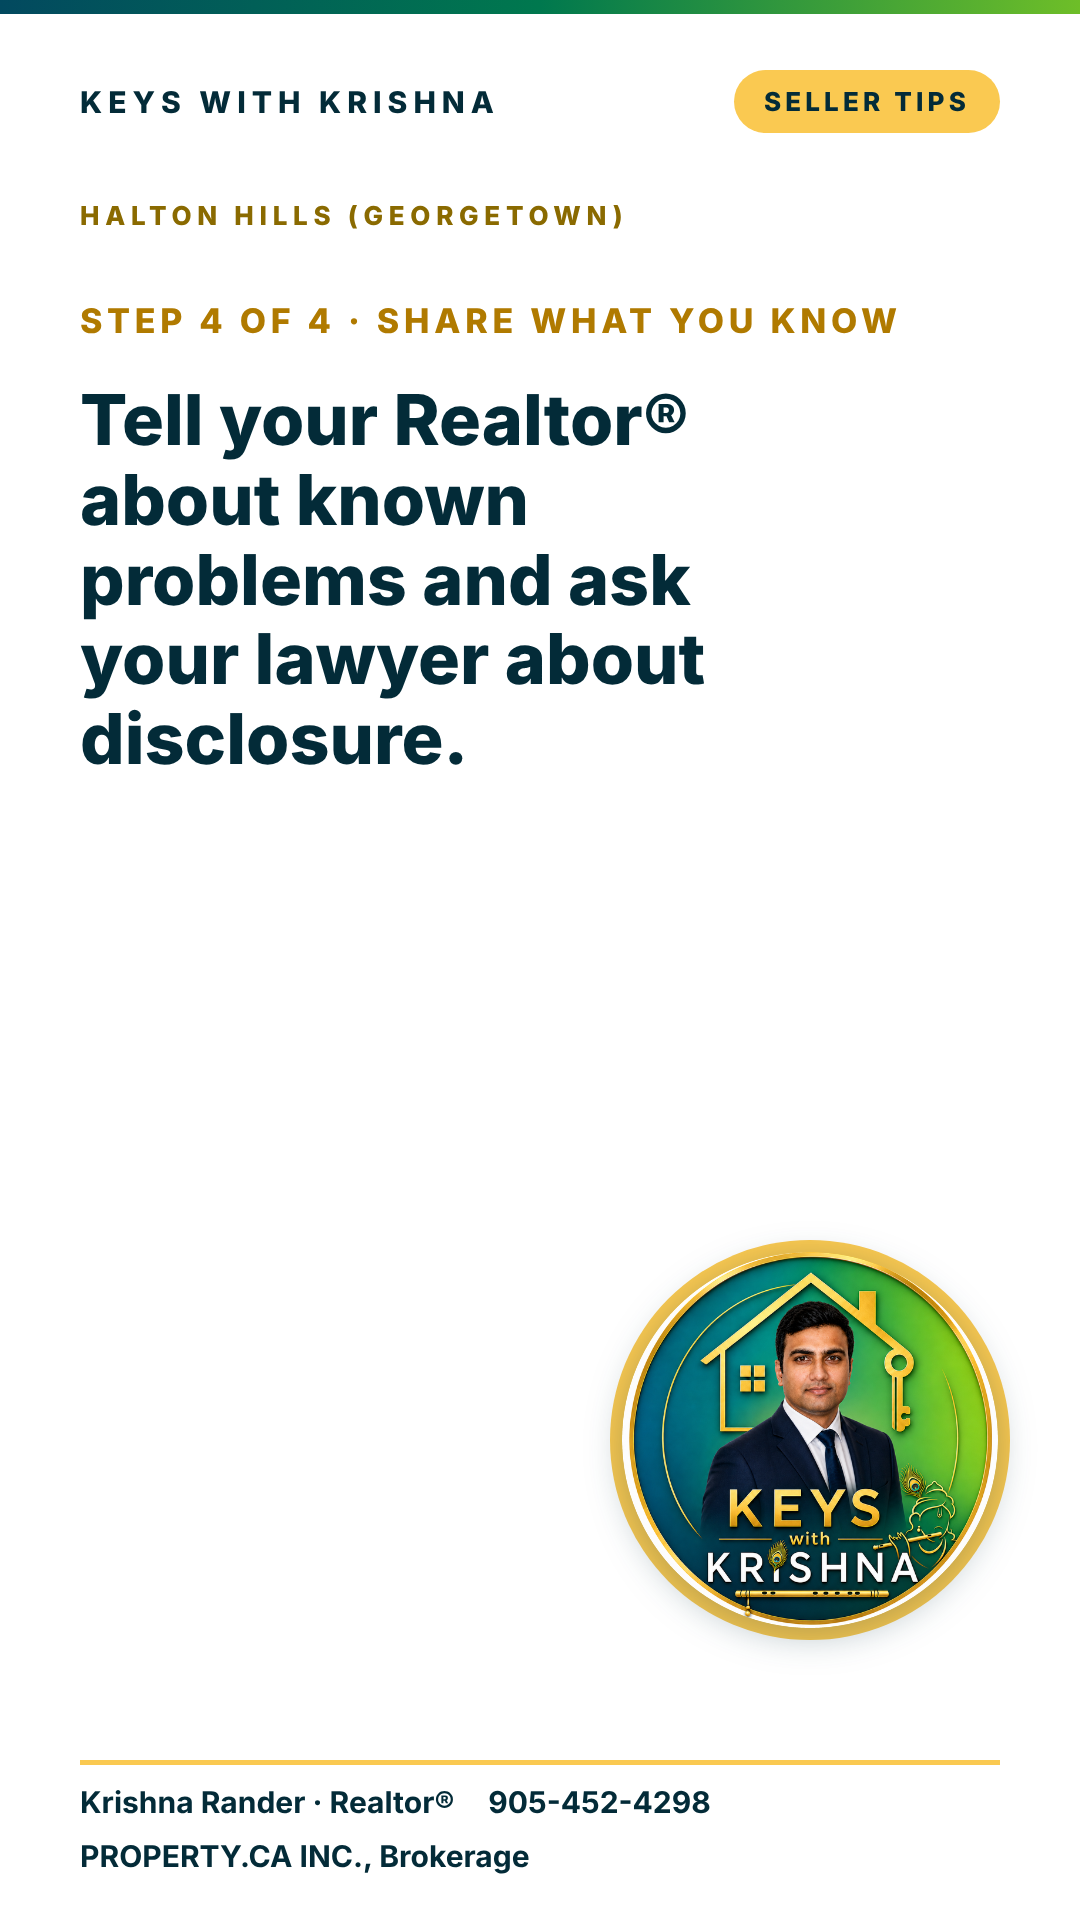 KEYS WITH KRISHNA
SELLER TIPS
HALTON HILLS (GEORGETOWN)
STEP 4 OF 4 · SHARE WHAT YOU KNOW
Tell your Realtor®
about known
problems and ask
your lawyer about
disclosure.
KEYS
with
KRISHNA
Krishna Rander · Realtor® 905-452-4298
PROPERTY.CA INC., Brokerage